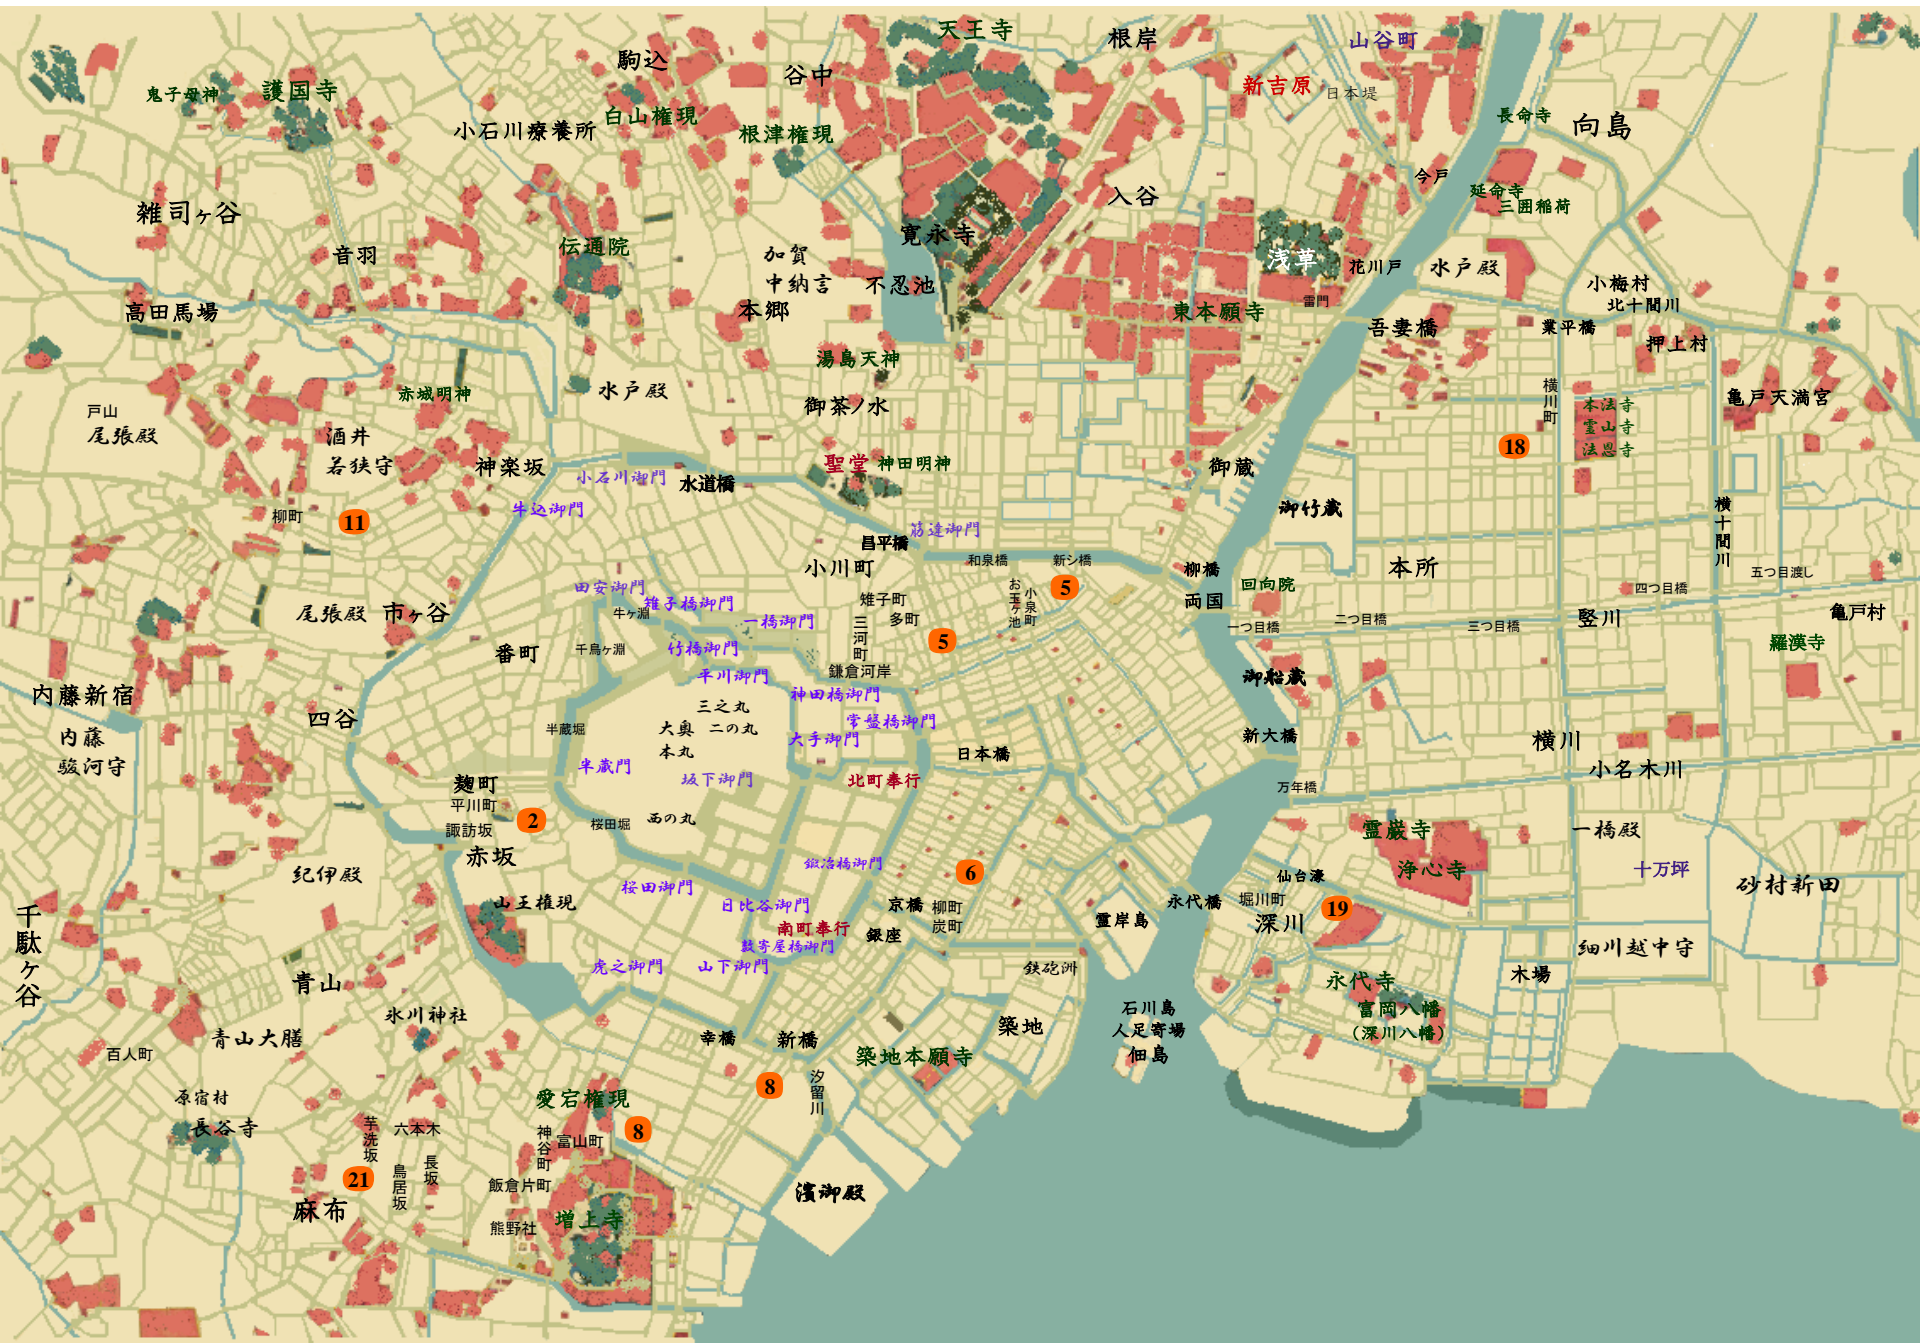 天王寺
根岸
山谷町
駒込
谷中
新吉原
日本堤
鬼子母神
護国寺
白山権現
小石川療養所
根津権現
長命寺
向島
今戸
延命寺
三囲稲荷
入谷
雑司ヶ谷
音羽
伝通院
加賀
中納言
寛永寺
不忍池
浅草
花川戸
水戸殿
小梅村
北十間川
高田馬場
本郷
東本願寺
雷門
吾妻橋
業平橋
押上村
湯島天神
赤城明神
水戸殿
御茶ノ水
横川町
本法寺
霊山寺
法恩寺
亀戸天満宮
戸山
尾張殿
酒井
若狭守
神楽坂
小石川御門
水道橋
聖堂
神田明神
御蔵
18
御竹蔵
横十間川
柳町
11
牛込御門
筋違御門
昌平橋
和泉橋
新シ橋
小川町
柳橋
両国
回向院
本所
五つ目渡し
四つ目橋
亀戸村
田安御門
雉子橋御門
牛ヶ淵
一橋御門
雉子町
多町
三河町
お玉ヶ池
小泉町
5
5
一つ目橋
二つ目橋
三つ目橋
竪川
羅漢寺
尾張殿
市ヶ谷
番町
千鳥ヶ淵
竹橋御門
平川御門
鎌倉河岸
神田橋御門
御船蔵
内藤新宿
四谷
内藤
駿河守
半蔵堀
三之丸
大奥
二の丸
本丸
常盤橋御門
大手御門
日本橋
新大橋
横川
小名木川
半蔵門
坂下御門
北町奉行
麹町
平川町
諏訪坂
2
桜田堀
西の丸
万年橋
霊巌寺
浄心寺
一橋殿
十万坪
砂村新田
赤坂
紀伊殿
山王権現
桜田御門
鍛冶橋御門
日比谷御門
南町奉行
数寄屋橋御門
6
京橋
柳町
炭町
銀座
霊岸島
永代橋
仙台濠
堀川町
深川
19
細川越中守
千駄ヶ谷
青山
虎之御門
山下御門
鉄砲洲
木場
永代寺
富岡八幡
(深川八幡)
氷川神社
青山大膳
百人町
幸橋
新橋
築地
石川島
人足寄場
佃島
築地本願寺
8
汐留川
原宿村
長谷寺
愛宕権現
8
芋洗坂
六本木
神谷町
富山町
鳥居坂
長坂
飯倉片町
21
麻布
熊野社
増上寺
濱御殿